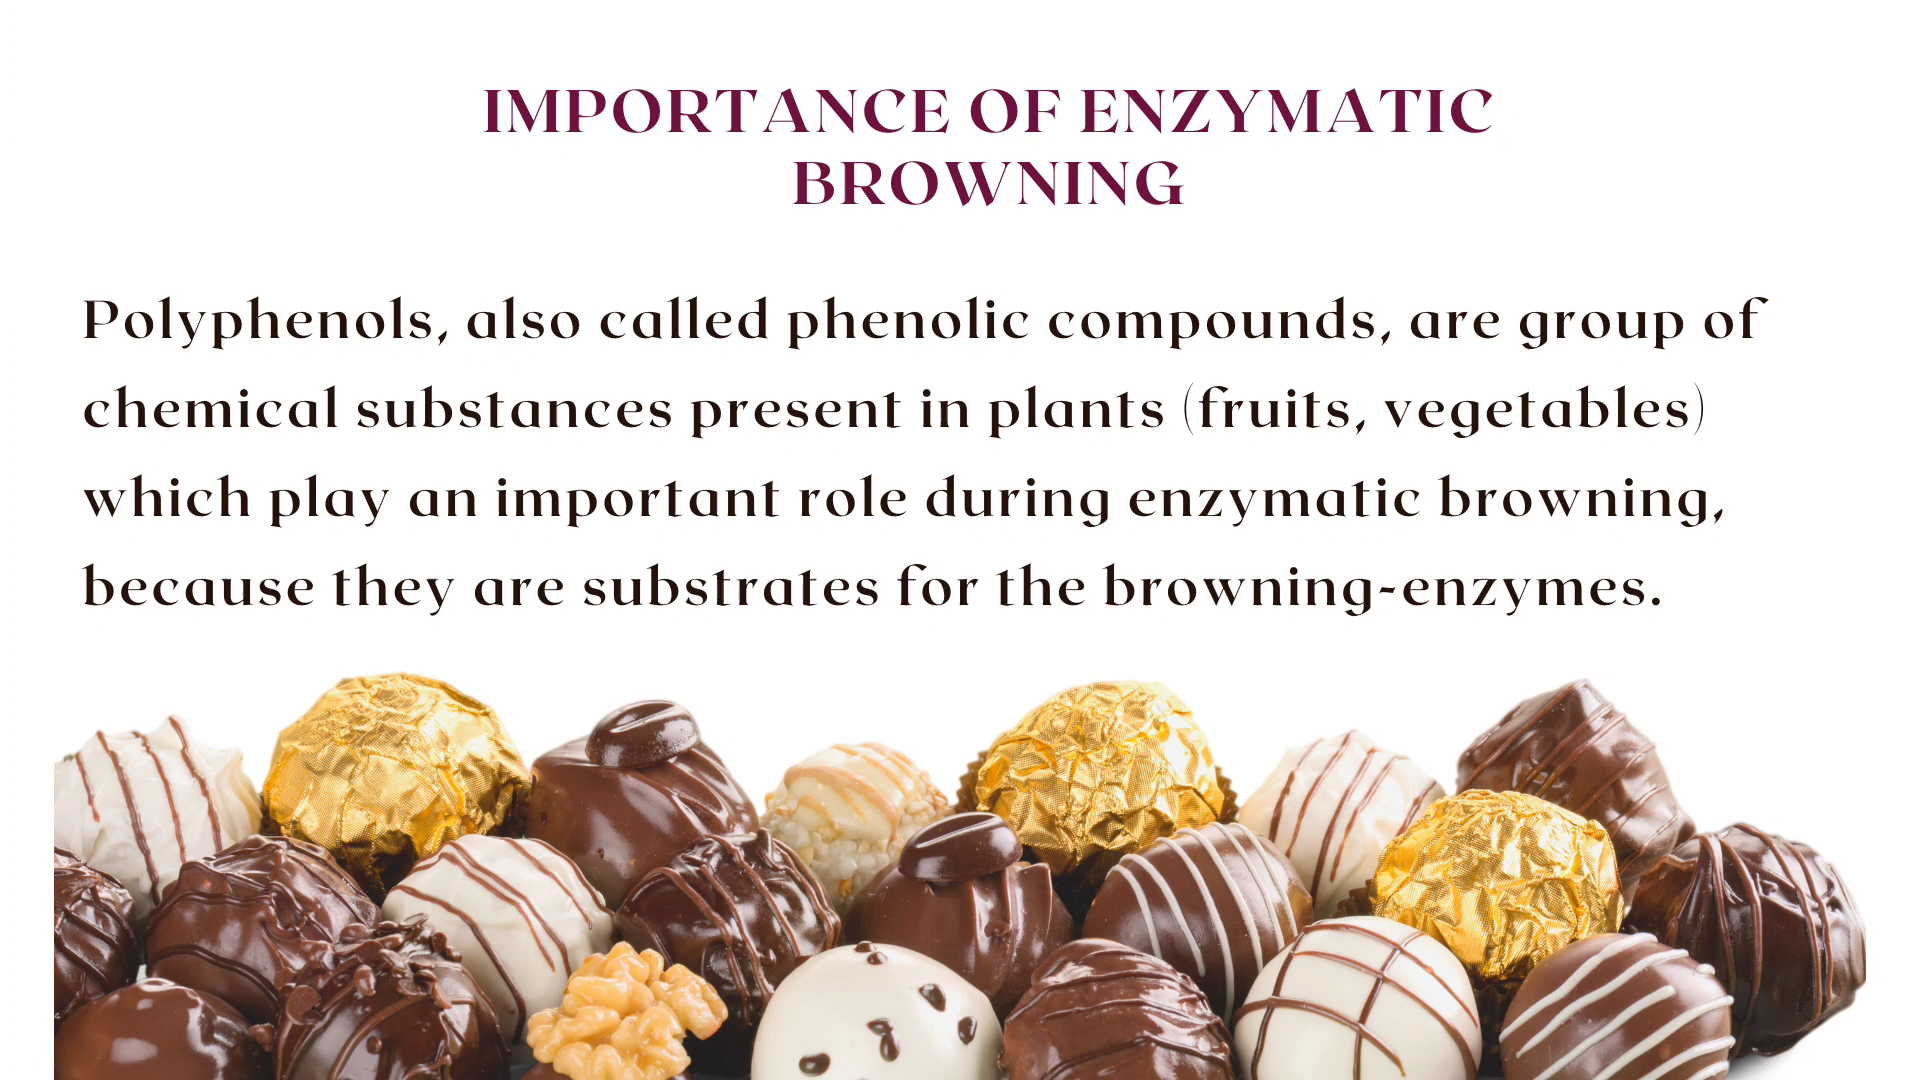 IMPORTANCE OF ENZYMATIC
BROWNING
Polyphenols, also called phenolic compounds, are group of
chemical substances present in plants (fruits, vegetables)
which play an important role during enzymatic browning,
because they are substrates for the browning-enzymes.